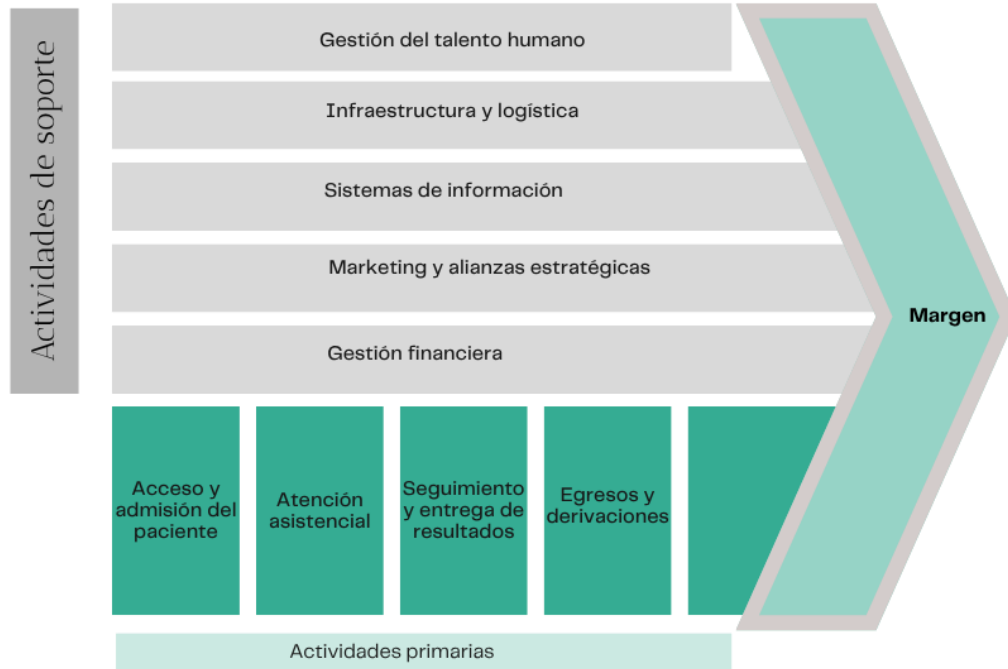 Actividades de soporte
Gestión del talento humano
Infraestructura y logística
Sistemas de información
Marketing y alianzas estratégicas
Gestión financiera
Margen
Acceso y
admisión del
paciente
Atención
asistencial
Seguimiento
y entrega de
resultados
Egresos y
derivaciones
Actividades primarias